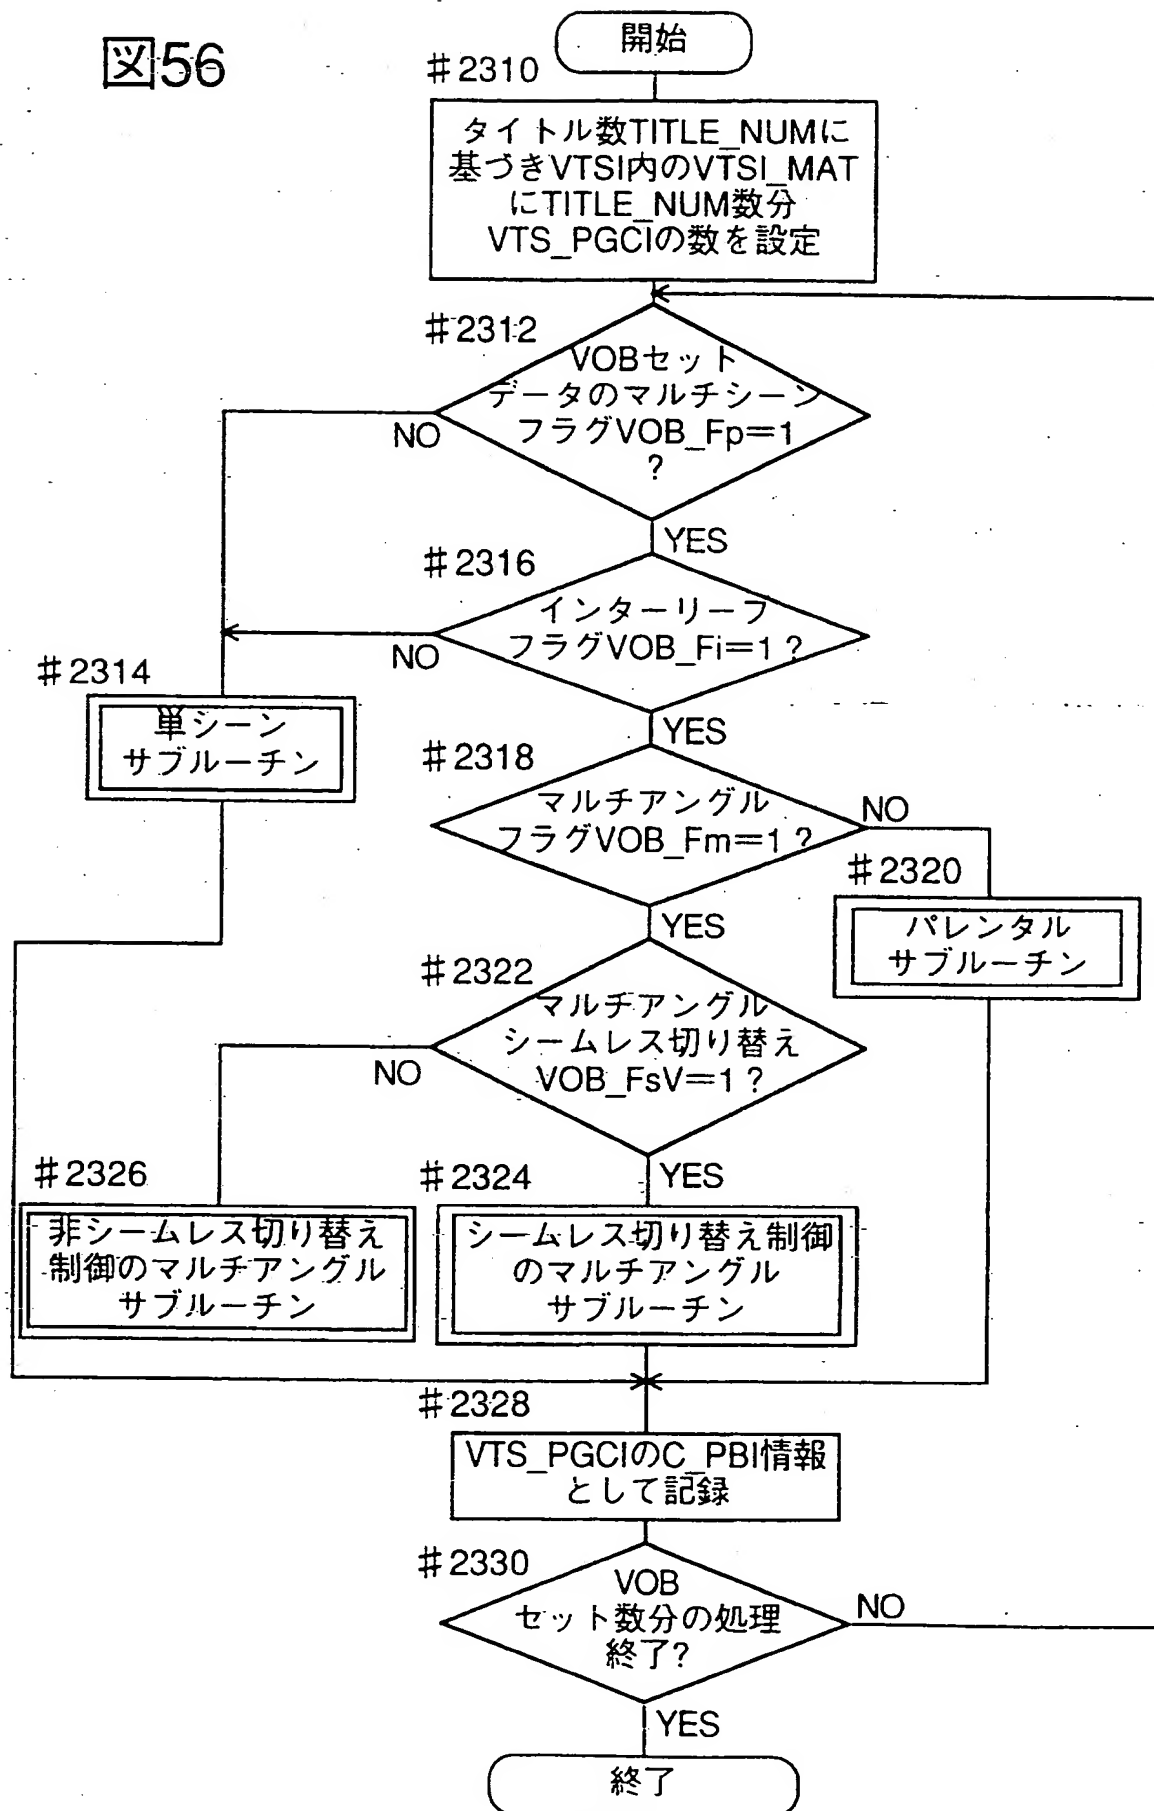 図56
開始
#2310
タイトル数TITLE_NUMに
基づきVTSI内のVTSI_MAT
にTITLE_NUM数分
VTS_PGCIの数を設定
#2312
VOBセット
データのマルチシーン
フラグVOB_Fp=1
?
NO
YES
#2316
インターリーフ
フラグVOB_Fi=1?
NO
YES
#2314
単シーン
サブルーチン
#2318
マルチアングル
フラグVOB_Fm=1?
NO
YES
#2320
パレンタル
サブルーチン
#2322
マルチアングル
シームレス切り替え
VOB_FsV=1?
NO
YES
#2326
非シームレス切り替え
制御のマルチアングル
サブルーチン
#2324
シームレス切り替え制御
のマルチアングル
サブルーチン
#2328
VTS_PGCIのC_PBI情報
として記録
#2330
VOB
セット数分の処理
終了?
NO
YES
終了